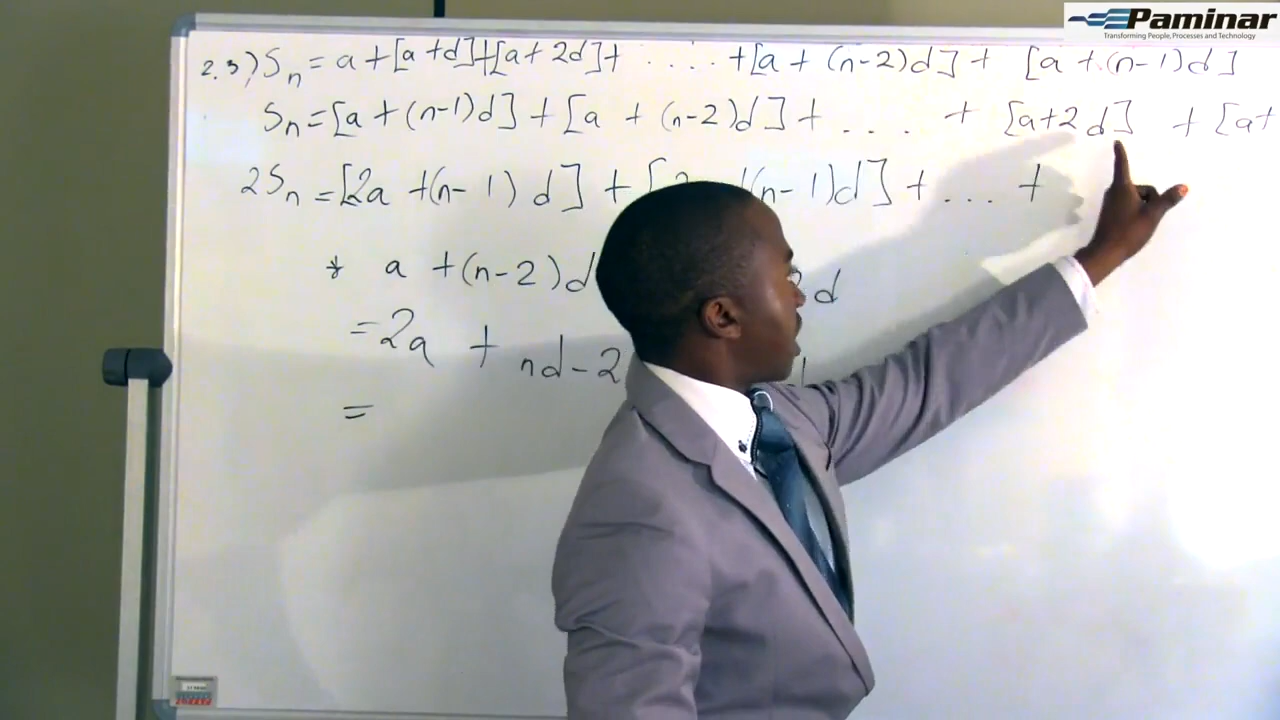 Paminar
Transforming People, Processes and Technology
2.3) Sn = a + [a + d] + [a + 2d] + ..... + [a + (n-2)d] + [a + (n-1)d]
Sn = [a + (n-1)d] + [a + (n-2)d] + .... + [a+2d] + [a+
2Sn = [2a + (n-1)d] + [2 (n-1)d] + ... +
* a + (n-2)d d
= 2a + nd - 2
=